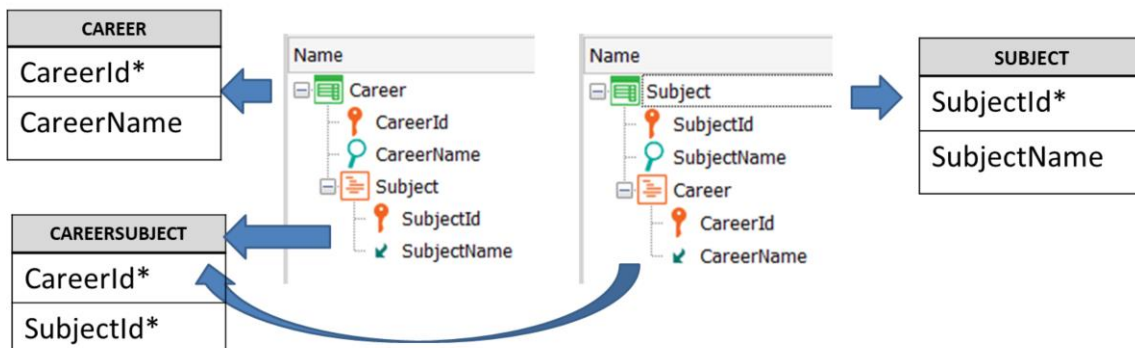 CAREER
CareerId*
CareerName
Name
Career
CareerId
CareerName
Subject
SubjectId
SubjectName
Name
Subject
SubjectId
SubjectName
Career
CareerId
CareerName
SUBJECT
SubjectId*
SubjectName
CAREERSUBJECT
CareerId*
SubjectId*